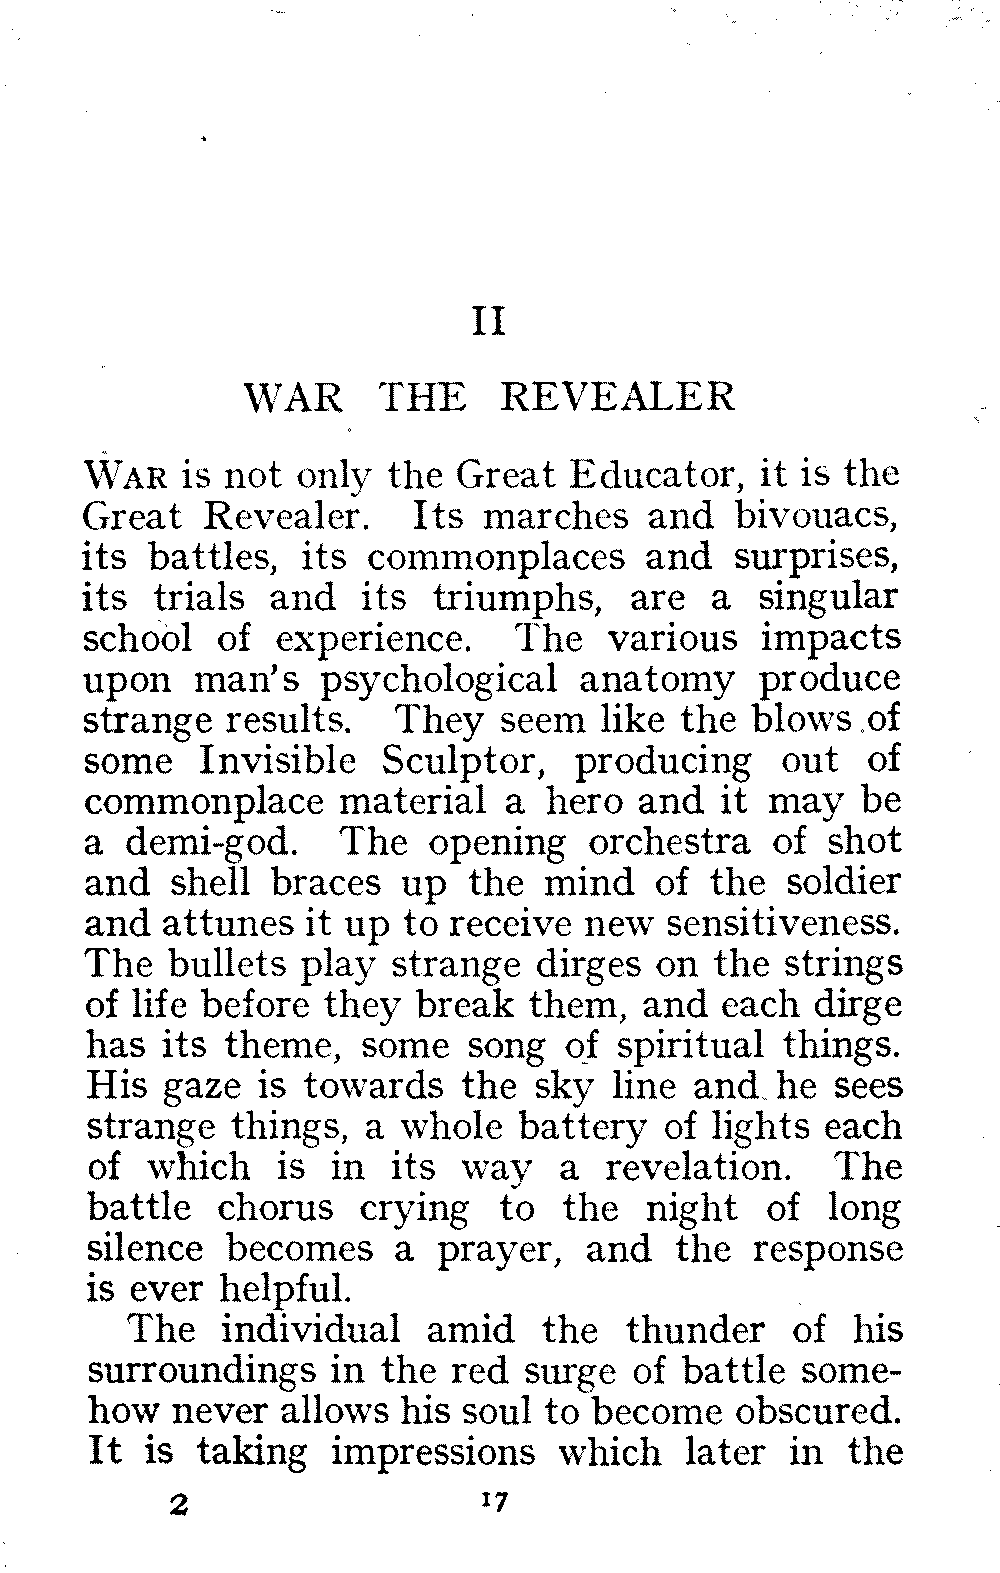 II
WAR THE REVEALER
WAR is not only the Great Educator, it is the
Great Revealer. Its marches and bivouacs,
its battles, its commonplaces and surprises,
its trials and its triumphs, are a singular
school of experience. The various impacts
upon man's psychological anatomy produce
strange results. They seem like the blows of
some Invisible Sculptor, producing out of
commonplace material a hero and it may be
a demi-god. The opening orchestra of shot
and shell braces up the mind of the soldier
and attunes it up to receive new sensitiveness.
The bullets play strange dirges on the strings
of life before they break them, and each dirge
has its theme, some song of spiritual things.
His gaze is towards the sky line and he sees
strange things, a whole battery of lights each
of which is in its way a revelation. The
battle chorus crying to the night of long
silence becomes a prayer, and the response
is ever helpful.
The individual amid the thunder of his
surroundings in the red surge of battle some-
how never allows his soul to become obscured.
It is taking impressions which later in the
2 17